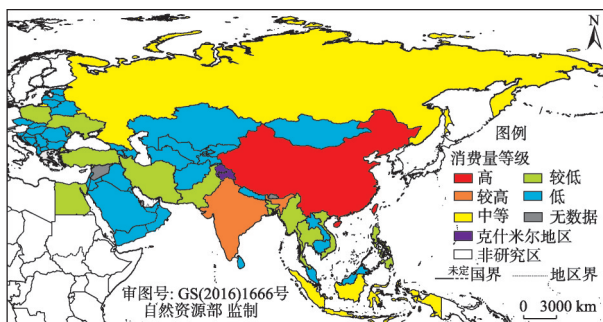 N
图例
消费量等级
高 较低
较高 低
中等 无数据
克什米尔地区
非研究区
未定 国界 地区界
审图号: GS(2016)1666号
自然资源部 监制
0 3000 km